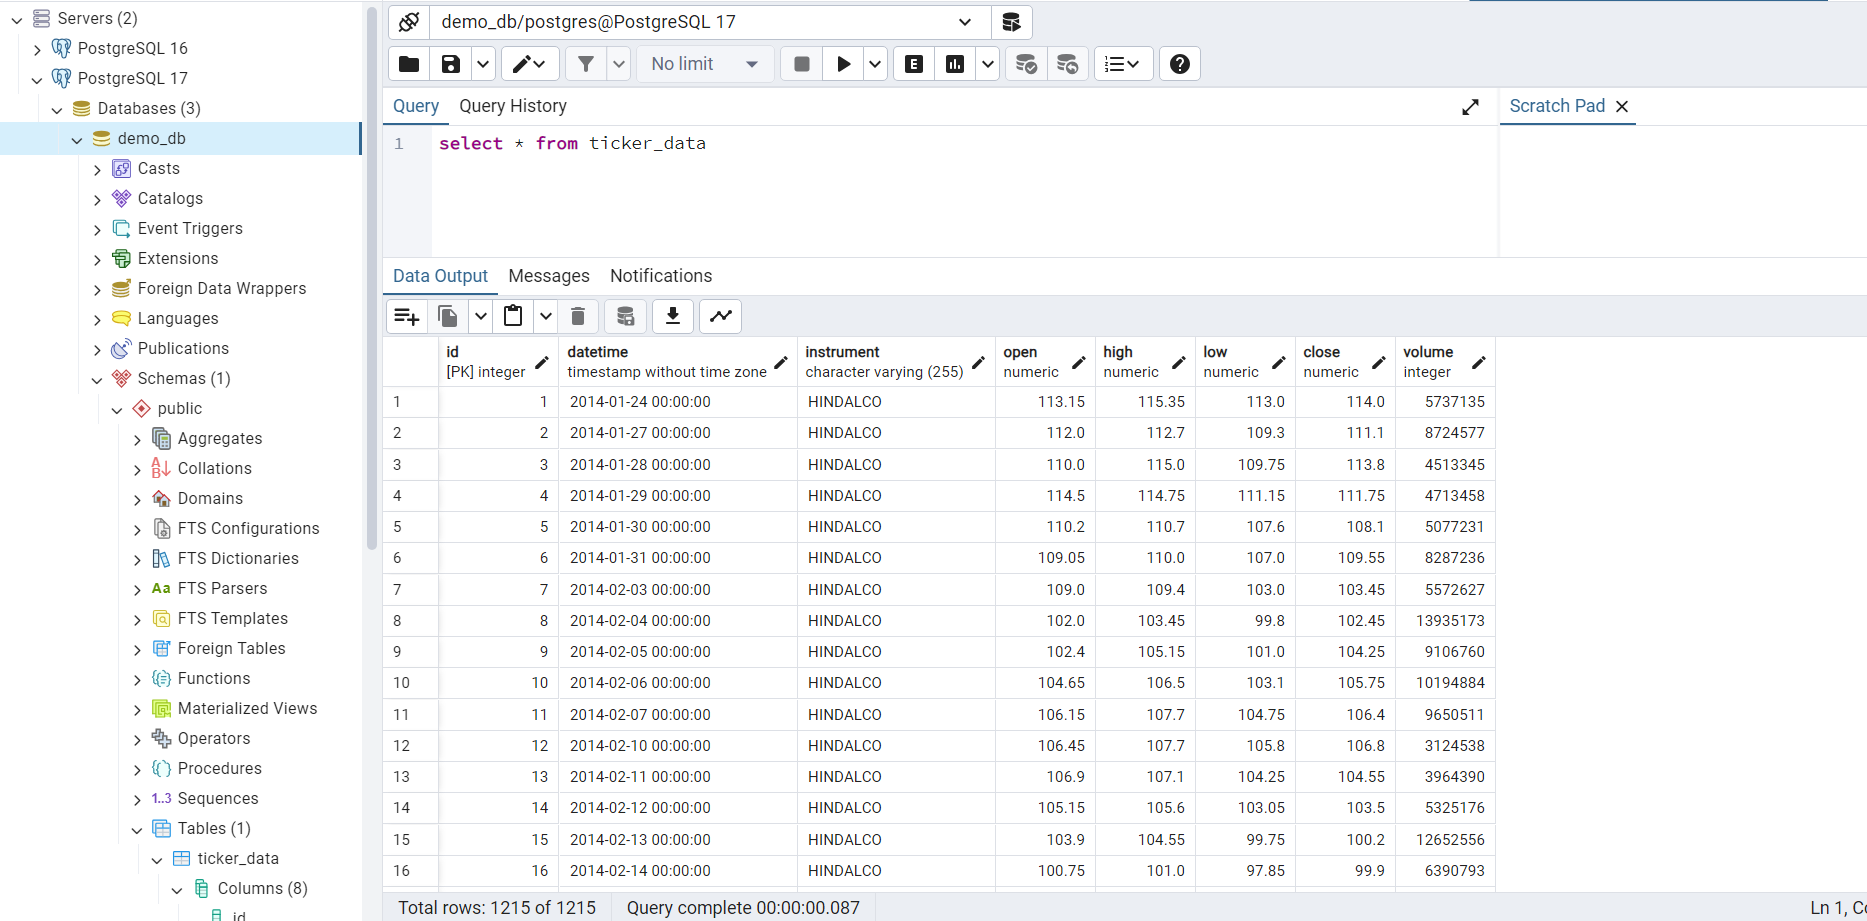 Servers (2)
PostgreSQL 16
PostgreSQL 17
Databases (3)
demo_db
Casts
Catalogs
Event Triggers
Extensions
Foreign Data Wrappers
Languages
Publications
Schemas (1)
public
Aggregates
Collations
Domains
FTS Configurations
FTS Dictionaries
Aa FTS Parsers
FTS Templates
Foreign Tables
Functions
Materialized Views
Operators
Procedures
1..3 Sequences
Tables (1)
ticker_data
Columns (8)
id
demo_db/postgres@PostgreSQL 17
No limit
E
Query Query History
Scratch Pad
1 select * from ticker_data
Data Output Messages Notifications
id datetime instrument open high low close volume
[PK] integer timestamp without time zone character varying (255) numeric numeric numeric numeric integer
1 1 2014-01-24 00:00:00 HINDALCO 113.15 115.35 113.0 114.0 5737135
2 2 2014-01-27 00:00:00 HINDALCO 112.0 112.7 109.3 111.1 8724577
3 3 2014-01-28 00:00:00 HINDALCO 110.0 115.0 109.75 113.8 4513345
4 4 2014-01-29 00:00:00 HINDALCO 114.5 114.75 111.15 111.75 4713458
5 5 2014-01-30 00:00:00 HINDALCO 110.2 110.7 107.6 108.1 5077231
6 6 2014-01-31 00:00:00 HINDALCO 109.05 110.0 107.0 109.55 8287236
7 7 2014-02-03 00:00:00 HINDALCO 109.0 109.4 103.0 103.45 5572627
8 8 2014-02-04 00:00:00 HINDALCO 102.0 103.45 99.8 102.45 13935173
9 9 2014-02-05 00:00:00 HINDALCO 102.4 105.15 101.0 104.25 9106760
10 10 2014-02-06 00:00:00 HINDALCO 104.65 106.5 103.1 105.75 10194884
11 11 2014-02-07 00:00:00 HINDALCO 106.15 107.7 104.75 106.4 9650511
12 12 2014-02-10 00:00:00 HINDALCO 106.45 107.7 105.8 106.8 3124538
13 13 2014-02-11 00:00:00 HINDALCO 106.9 107.1 104.25 104.55 3964390
14 14 2014-02-12 00:00:00 HINDALCO 105.15 105.6 103.05 103.5 5325176
15 15 2014-02-13 00:00:00 HINDALCO 103.9 104.55 99.75 100.2 12652556
16 16 2014-02-14 00:00:00 HINDALCO 100.75 101.0 97.85 99.9 6390793
Total rows: 1215 of 1215 Query complete 00:00:00.087
Ln 1,